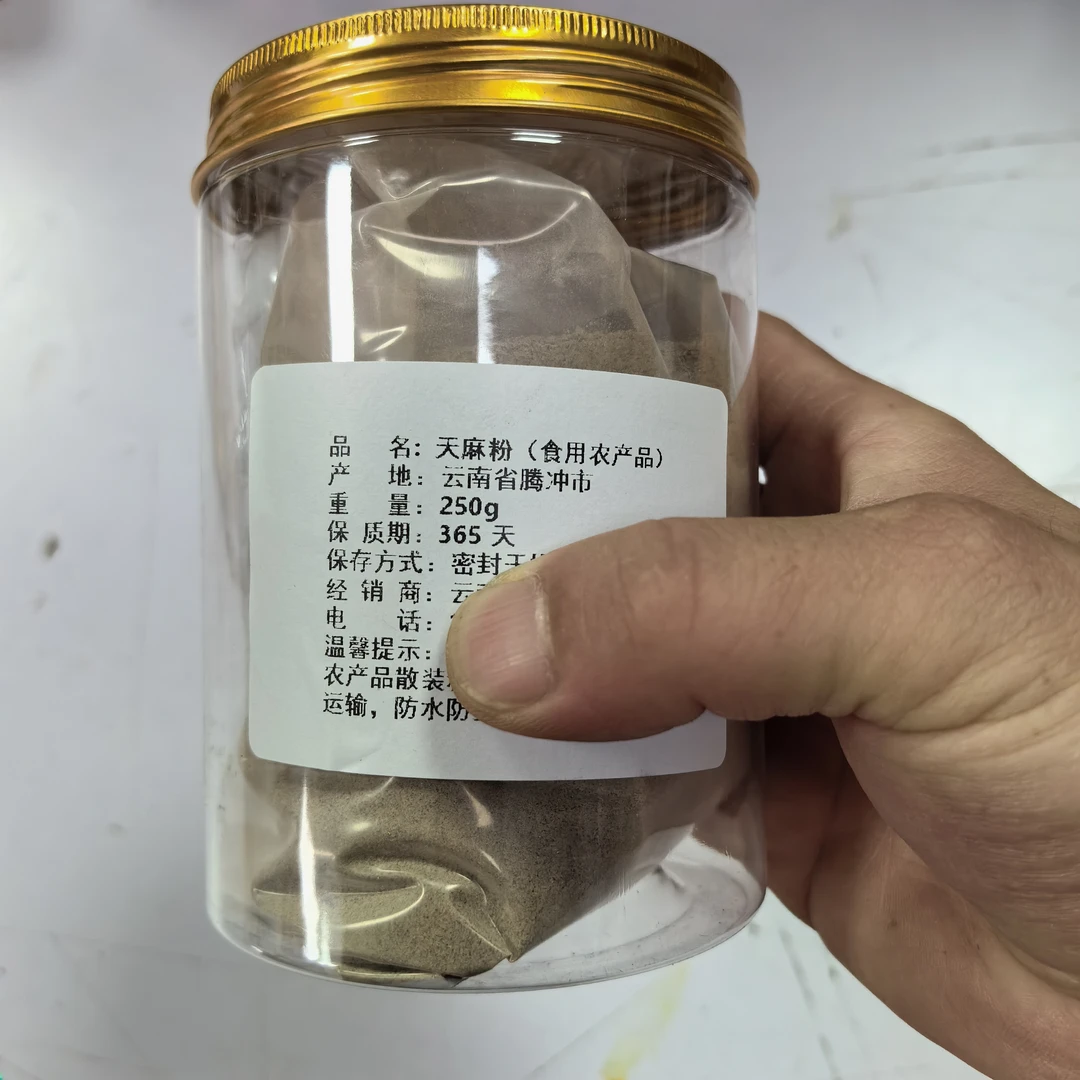 品 名：天麻粉（食用农产品）
产 地：云南省腾冲市
重 量：250g
保 质 期：365 天
保存方式：密封干
经 销 商：云
电 话：
温馨提示：
农产品散装
运输，防水防